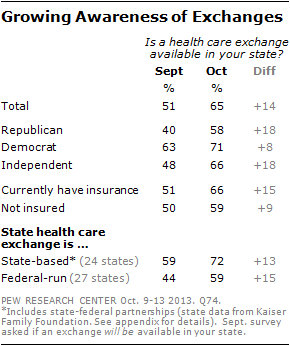 Growing Awareness of Exchanges
Is a health care exchange
available in your state?
Sept Oct Diff
% %
Total 51 65 +14
Republican 40 58 +18
Democrat 63 71 +8
Independent 48 66 +18
Currently have insurance 51 66 +15
Not insured 50 59 +9
State health care
exchange is ...
State-based* (24 states) 59 72 +13
Federal-run (27 states) 44 59 +15
PEW RESEARCH CENTER Oct. 9-13 2013. Q74.
*Includes state-federal partnerships (state data from Kaiser
Family Foundation. See appendix for details). Sept. survey
asked if an exchange will be available in your state.